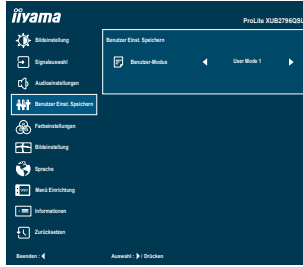 iiyama
ProLite XUB2796QSU
Bildeinstellung
Signalauswahl
Audioeinstellungen
Benutzer Einst. Speichern
Farbeinstellungen
Bildeinstellung
Sprache
Menü Einrichtung
Informationen
Zurücksetzen
Benutzer Einst. Speichern
Benutzer-Modus
User Mode 1
Beenden :
Auswahl : / Drücken